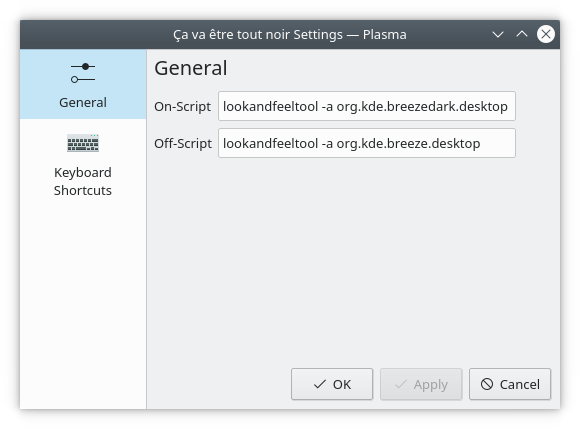 Ça va être tout noir Settings — Plasma
General
Keyboard
Shortcuts
General
On-Script lookandfeeltool -a org.kde.breezedark.desktop
Off-Script lookandfeeltool -a org.kde.breeze.desktop
OK Apply Cancel